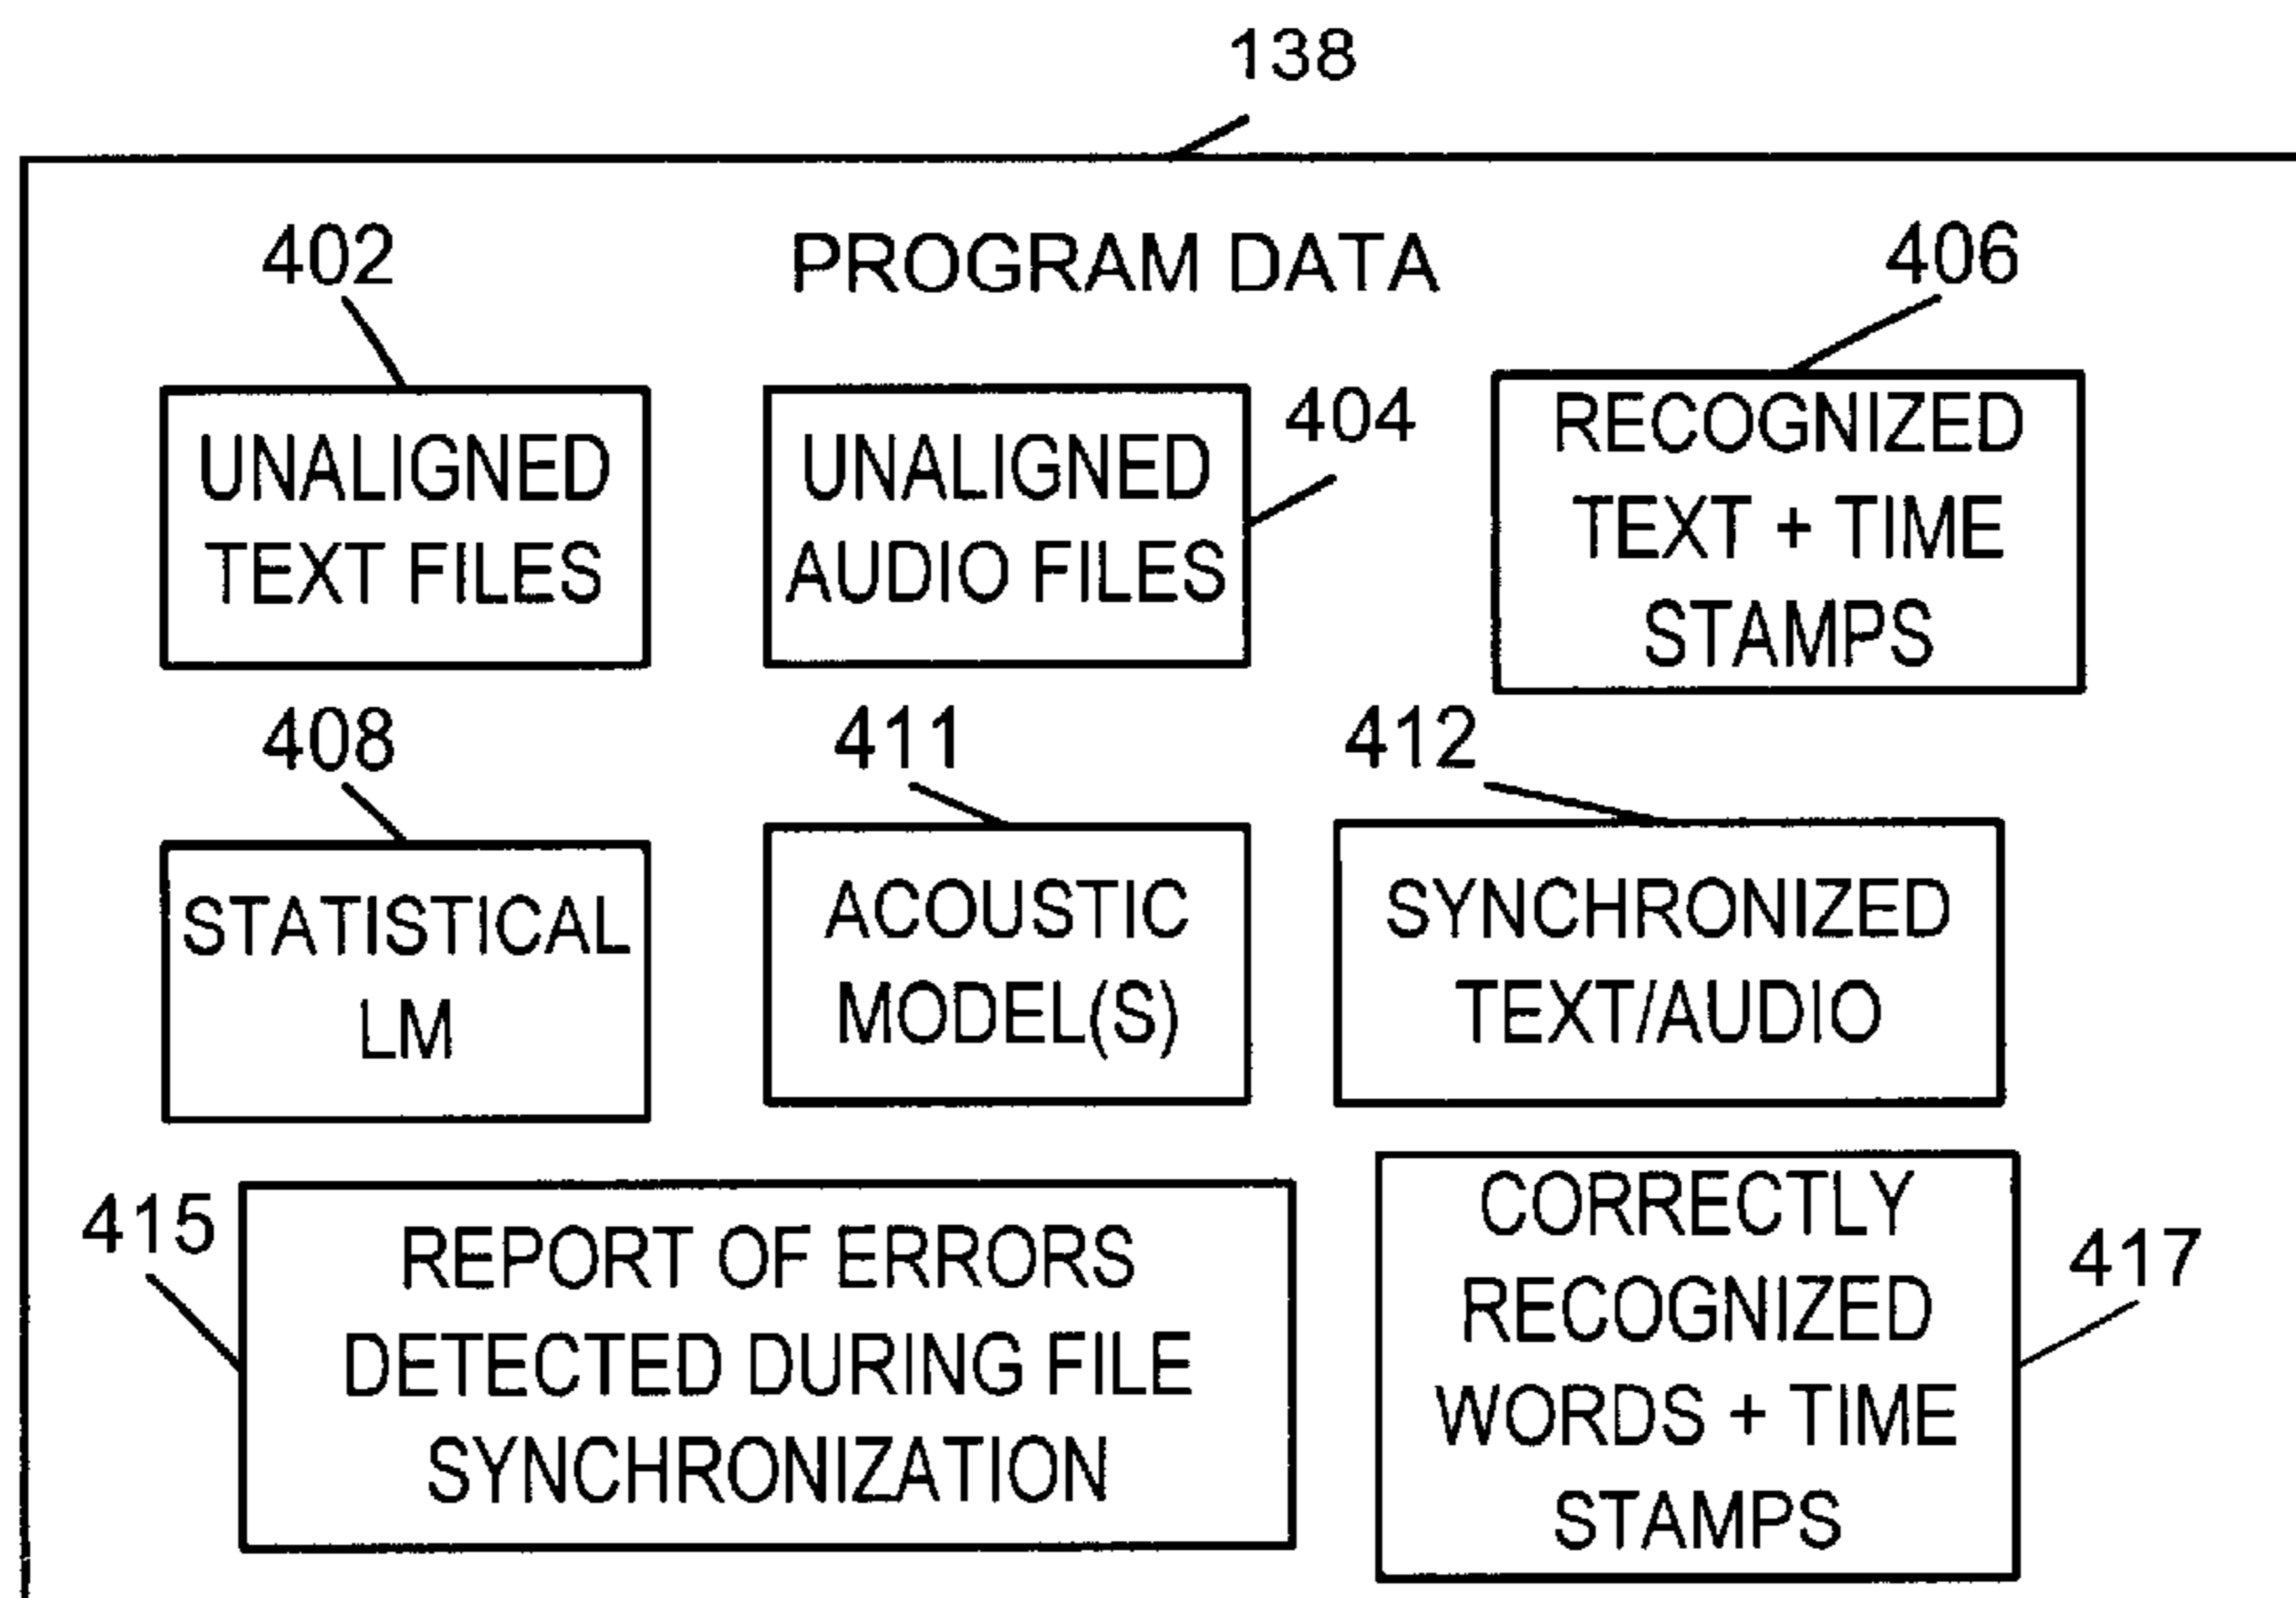 138
PROGRAM DATA
402
UNALIGNED
TEXT FILES
404
UNALIGNED
AUDIO FILES
406
RECOGNIZED
TEXT + TIME
STAMPS
408
STATISTICAL
LM
411
ACOUSTIC
MODEL(S)
412
SYNCHRONIZED
TEXT/AUDIO
415
REPORT OF ERRORS
DETECTED DURING FILE
SYNCHRONIZATION
417
CORRECTLY
RECOGNIZED
WORDS + TIME
STAMPS